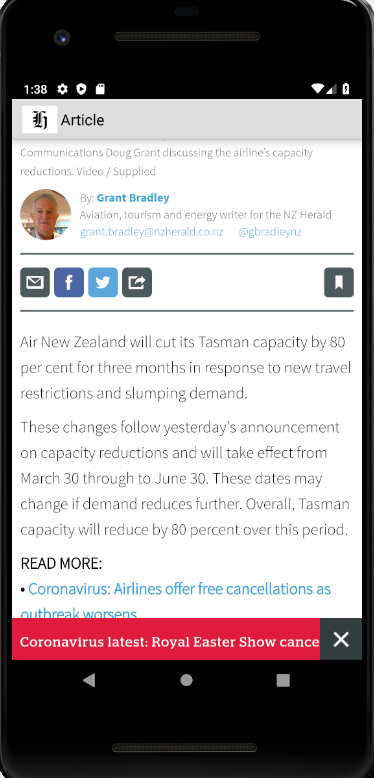 1:38
Article
Communications Doug Grant discussing the airline's capacity
reductions. Video / Supplied
By: Grant Bradley
Aviation, tourism and energy writer for the NZ Herald
grant.bradley@nzherald.co.nz @gbradleynz
Air New Zealand will cut its Tasman capacity by 80
per cent for three months in response to new travel
restrictions and slumping demand.
These changes follow yesterday's announcement
on capacity reductions and will take effect from
March 30 through to June 30. These dates may
change if demand reduces further. Overall, Tasman
capacity will reduce by 80 percent over this period.
READ MORE:
• Coronavirus: Airlines offer free cancellations as
outbreak worsens
Coronavirus latest: Royal Easter Show cance